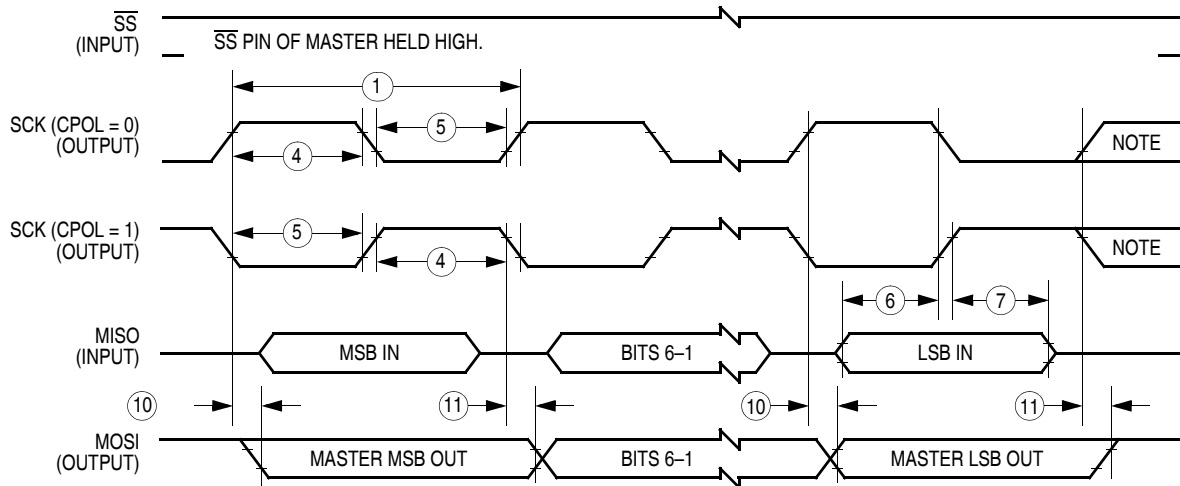 SS
(INPUT)
SS PIN OF MASTER HELD HIGH.
1
SCK (CPOL = 0)
(OUTPUT)
5
4
NOTE
SCK (CPOL = 1)
(OUTPUT)
5
4
NOTE
6
7
MISO
(INPUT)
MSB IN
BITS 6–1
LSB IN
10
11
10
11
MOSI
(OUTPUT)
MASTER MSB OUT
BITS 6–1
MASTER LSB OUT